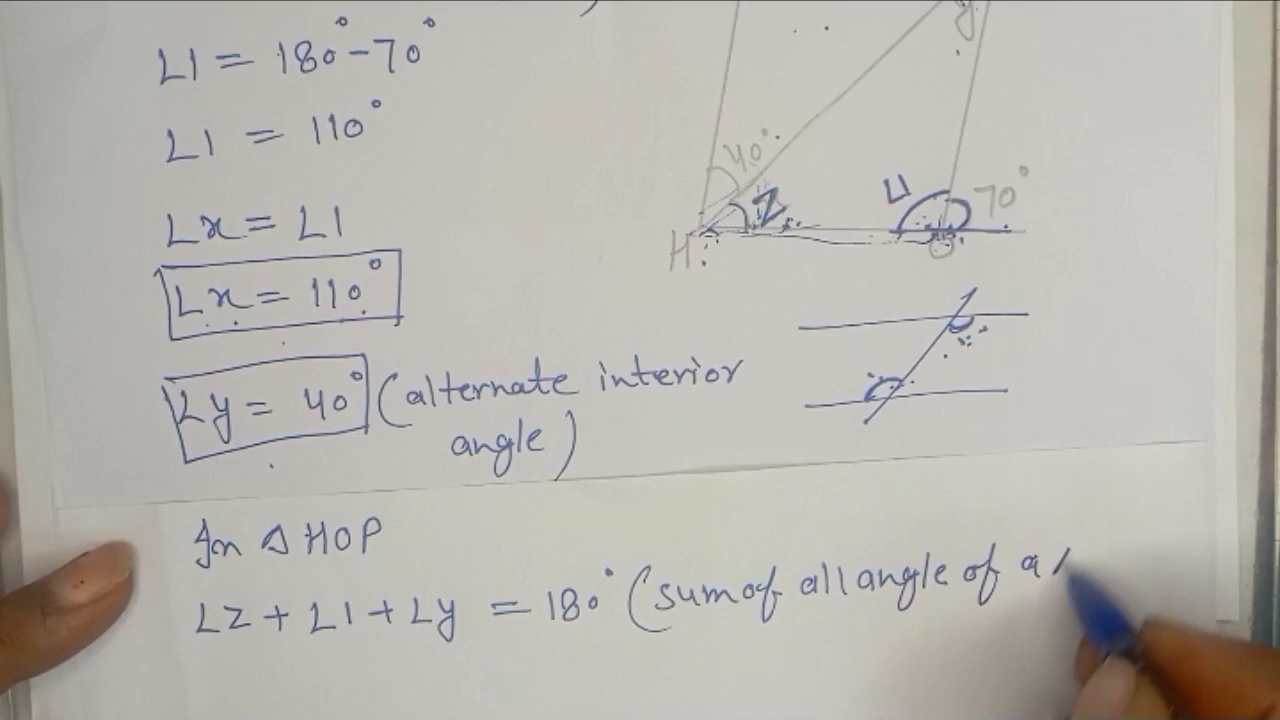 ∠1 = 180° - 70°
∠1 = 110°
∠x = ∠1
∠x = 110°
∠y = 40° (alternate interior
angle)
In △ HOP
∠z + ∠1 + ∠y = 180° (sum of all angle of a
y
40°
z
∠1
70°
H
O